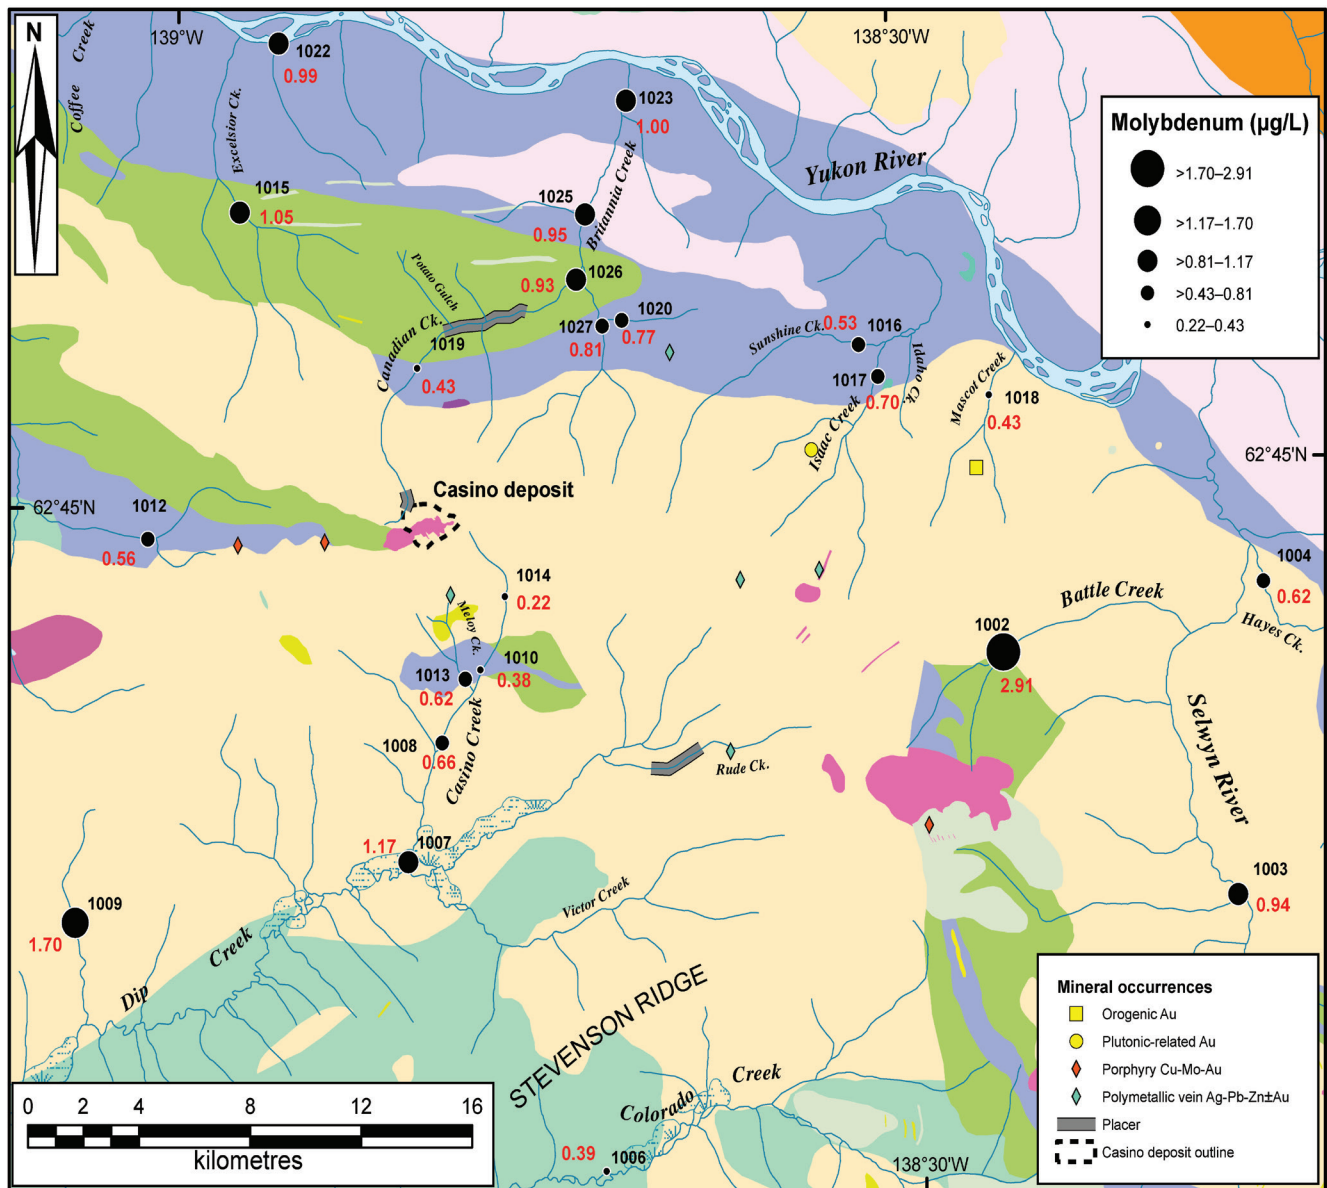 N
139°W
138°30'W
Coffee Creek
Excelsior Ck.
1022
0.99
1023
1.00
Yukon River
Molybdenum (µg/L)
>1.70–2.91
>1.17–1.70
>0.81–1.17
>0.43–0.81
0.22–0.43
1015
1.05
1025
0.95
Britannia Creek
1026
0.93
Potato Gulch
Canadian Ck.
1019
0.43
1020
0.77
1027
0.81
Sunshine Ck.
0.53
1016
1017
0.70
Idaho Ck.
Isaac Creek
Mascot Creek
1018
0.43
62°45'N
62°45'N
Casino deposit
1012
0.56
1014
0.22
Meloy Ck.
1010
0.38
1013
0.62
1008
0.66
Casino Creek
1004
0.62
Hayes Ck.
Battle Creek
1002
2.91
Selwyn River
Rude Ck.
1007
1.17
1003
0.94
1009
1.70
Victor Creek
Dip Creek
STEVENSON RIDGE
Colorado Creek
0.39
1006
138°30'W
0 2 4 8 12 16
kilometres
Mineral occurrences
Orogenic Au
Plutonic-related Au
Porphyry Cu-Mo-Au
Polymetallic vein Ag-Pb-Zn±Au
Placer
Casino deposit outline